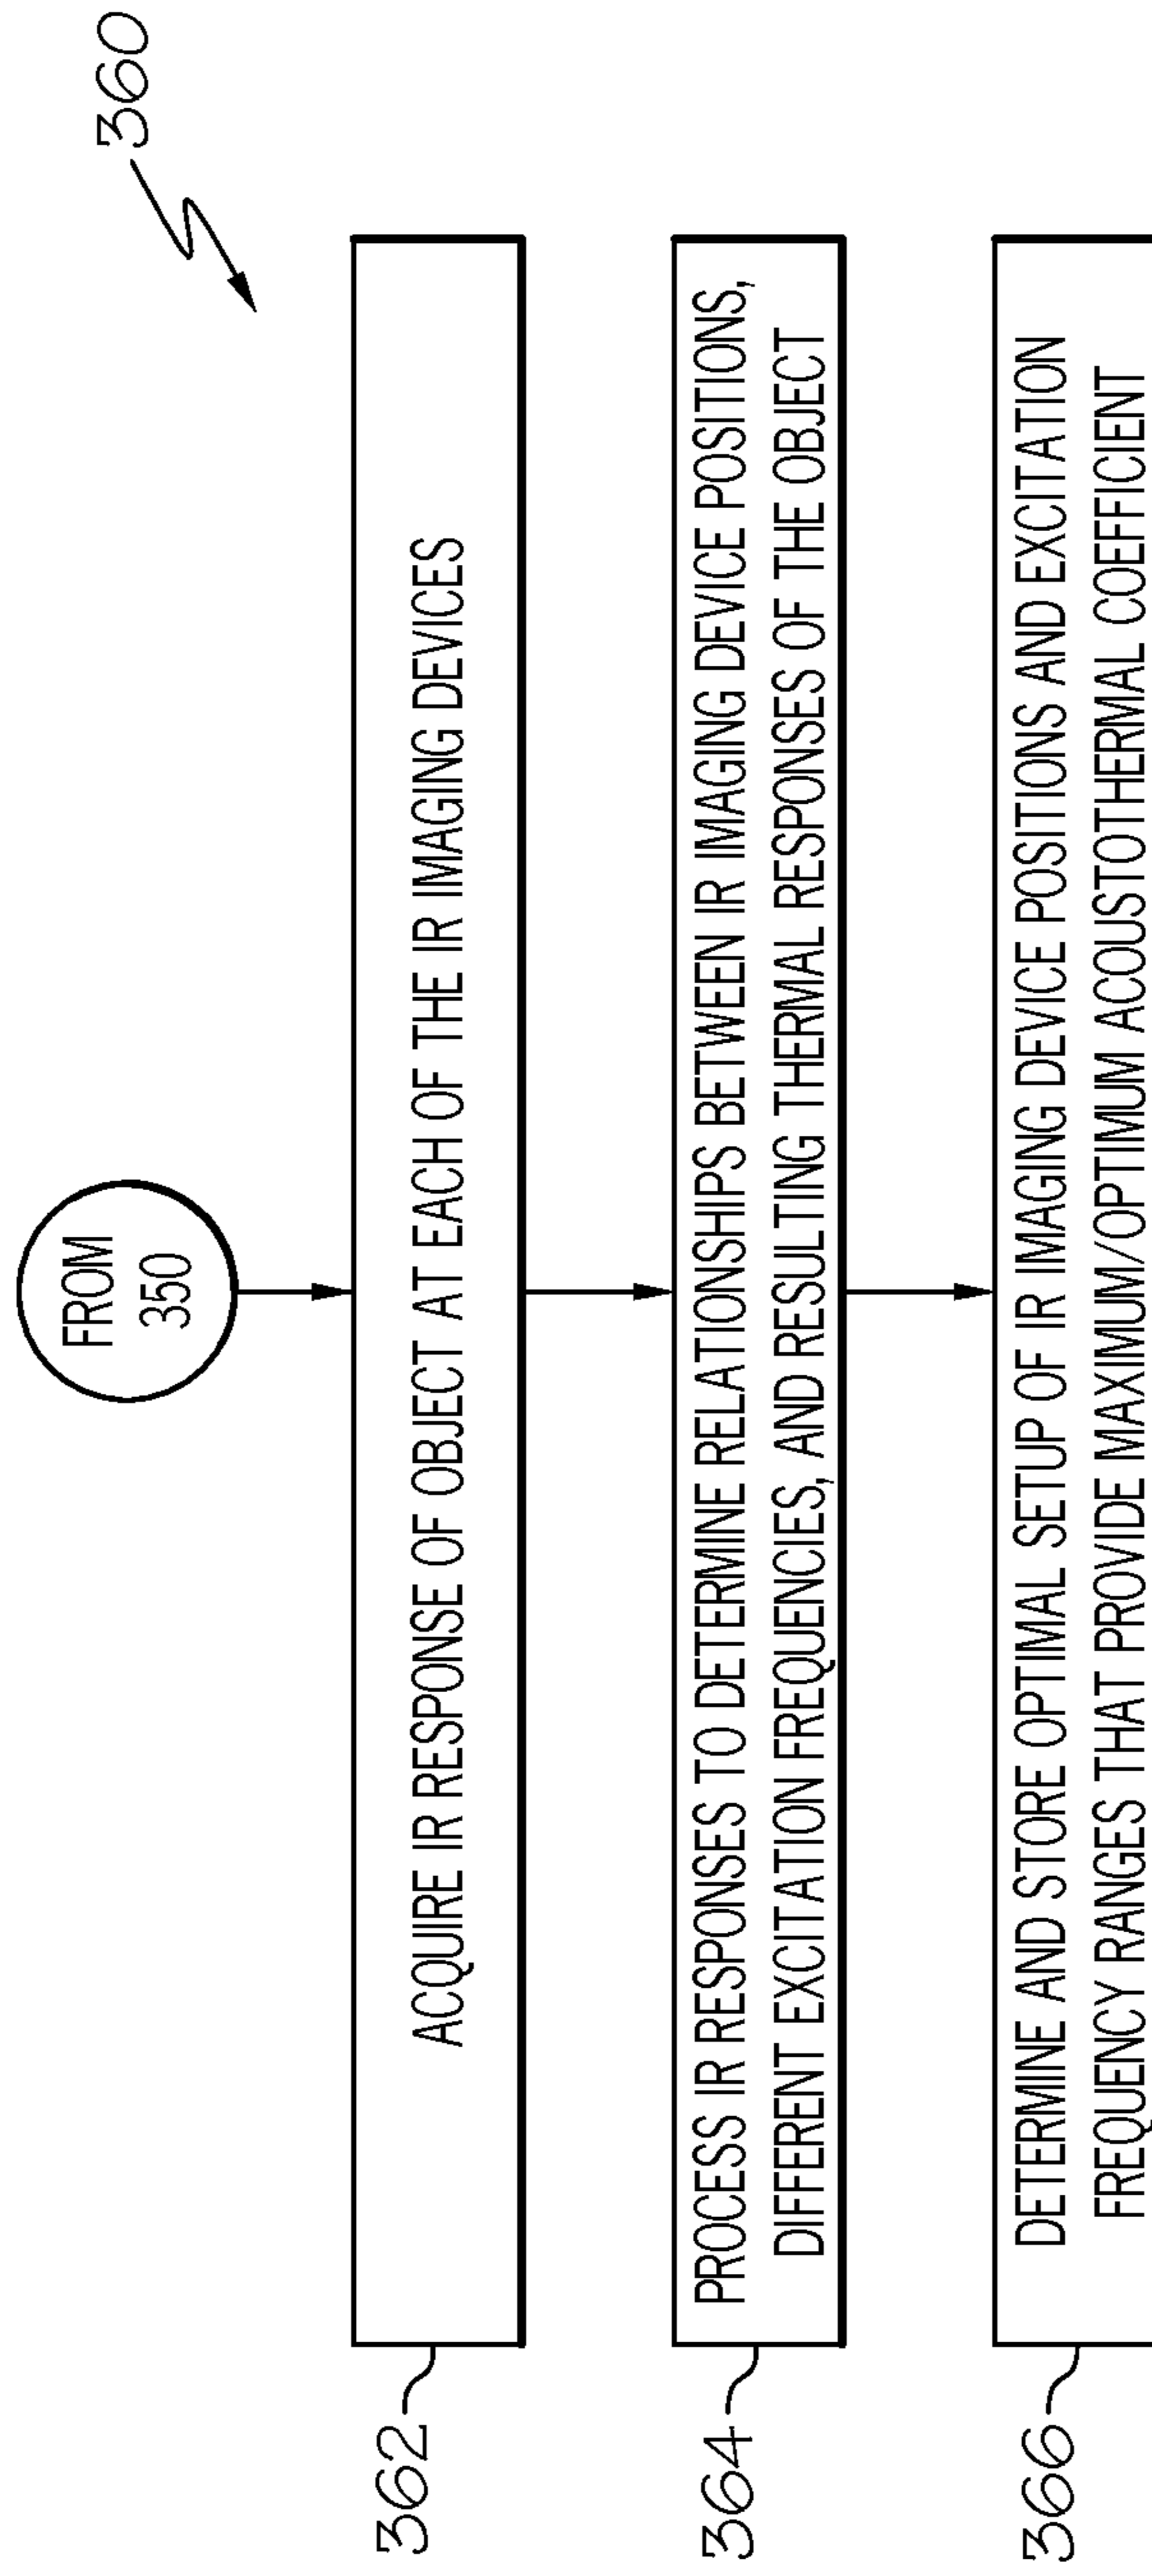 360
FROM
350
362
ACQUIRE IR RESPONSE OF OBJECT AT EACH OF THE IR IMAGING DEVICES
364
PROCESS IR RESPONSES TO DETERMINE RELATIONSHIPS BETWEEN IR IMAGING DEVICE POSITIONS,
DIFFERENT EXCITATION FREQUENCIES, AND RESULTING THERMAL RESPONSES OF THE OBJECT
366
DETERMINE AND STORE OPTIMAL SETUP OF IR IMAGING DEVICE POSITIONS AND EXCITATION
FREQUENCY RANGES THAT PROVIDE MAXIMUM/OPTIMUM ACOUSTOTHERMAL COEFFICIENT